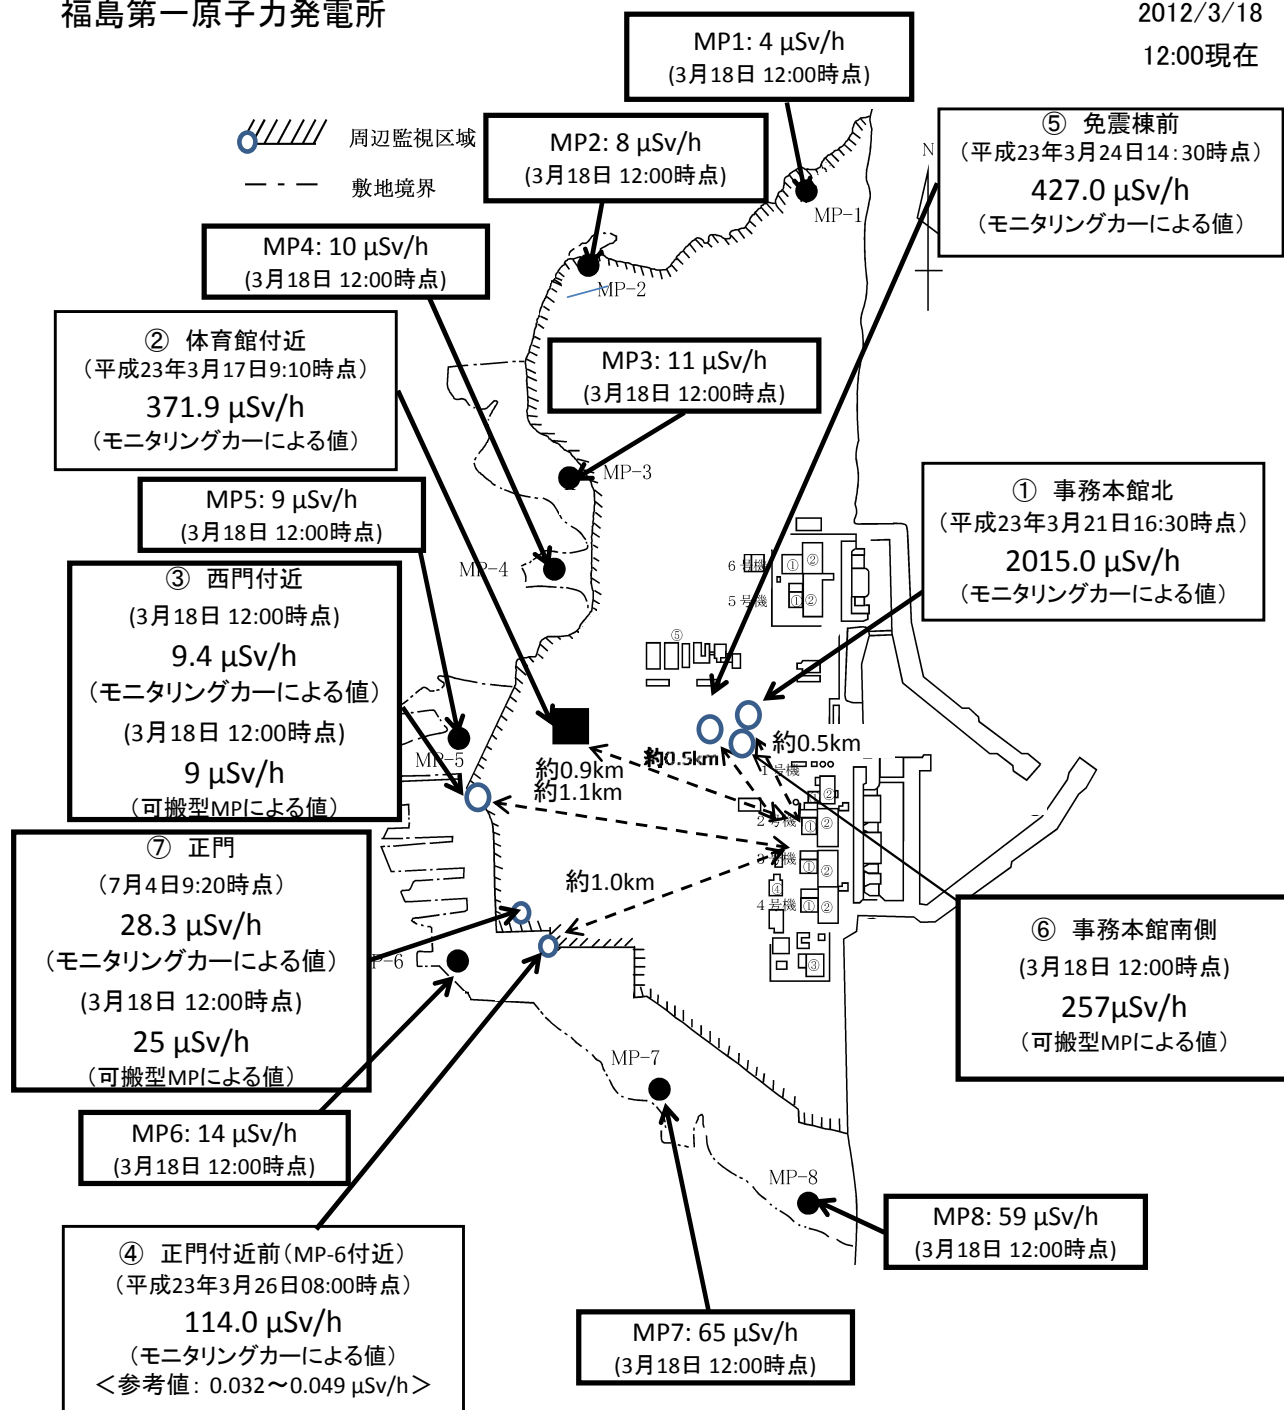 福島第一原子力発電所
2012/3/18
12:00現在
MP1: 4 μSv/h
(3月18日 12:00時点)
周辺監視区域
敷地境界
MP2: 8 μSv/h
(3月18日 12:00時点)
⑤ 免震棟前
(平成23年3月24日14:30時点)
427.0 μSv/h
(モニタリングカーによる値)
N
MP-1
MP4: 10 μSv/h
(3月18日 12:00時点)
MP-2
② 体育館付近
(平成23年3月17日9:10時点)
371.9 μSv/h
(モニタリングカーによる値)
MP3: 11 μSv/h
(3月18日 12:00時点)
MP-3
MP5: 9 μSv/h
(3月18日 12:00時点)
① 事務本館北
(平成23年3月21日16:30時点)
2015.0 μSv/h
(モニタリングカーによる値)
MP-4
6号機
① ②
5号機
① ②
③ 西門付近
(3月18日 12:00時点)
9.4 μSv/h
(モニタリングカーによる値)
(3月18日 12:00時点)
9 μSv/h
(可搬型MPによる値)
⑤
MP-5
約0.9km
約1.1km
約0.5km
約0.5km
1号機
① ②
2号機
① ②
3号機
① ②
④
4号機
① ②
③
⑦ 正門
(7月4日9:20時点)
28.3 μSv/h
(モニタリングカーによる値)
(3月18日 12:00時点)
25 μSv/h
(可搬型MPによる値)
約1.0km
P-6
⑥ 事務本館南側
(3月18日 12:00時点)
257μSv/h
(可搬型MPによる値)
MP-7
MP6: 14 μSv/h
(3月18日 12:00時点)
MP-8
④ 正門付近前(MP-6付近)
(平成23年3月26日08:00時点)
114.0 μSv/h
(モニタリングカーによる値)
<参考値: 0.032~0.049 μSv/h>
MP8: 59 μSv/h
(3月18日 12:00時点)
MP7: 65 μSv/h
(3月18日 12:00時点)